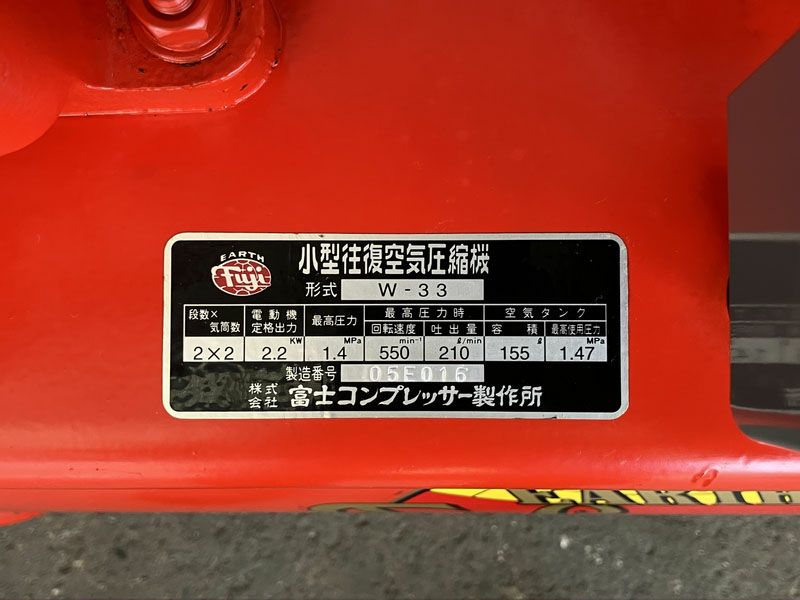 EARTH
Fuji
小型往復空気圧縮機
形式 W-33
段数×気筒数 電動機定格出力 最高圧力 最高圧力時 空気タンク
回転速度 吐出量 容積 最高使用圧力
KW MPa min⁻¹ ℓ/min ℓ MPa
2×2 2.2 1.4 550 210 155 1.47
製造番号 05E016
株式会社 富士コンプレッサー製作所
EARTH